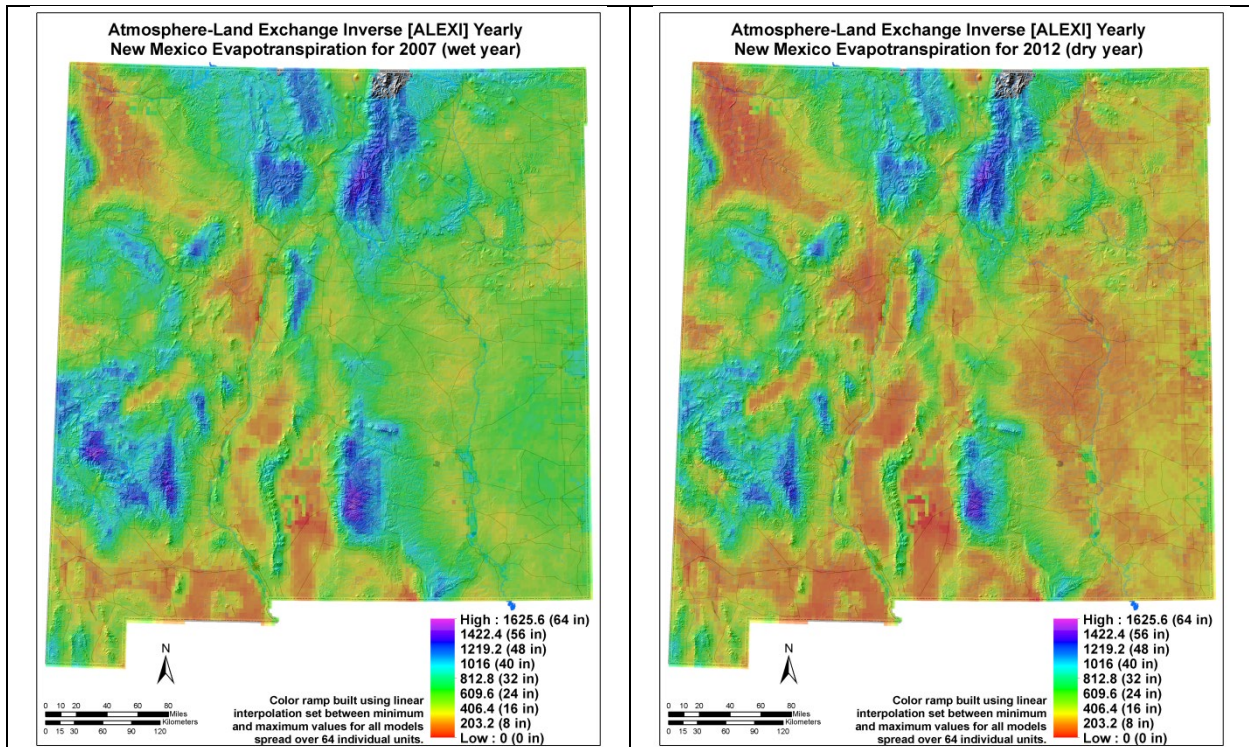 Atmosphere-Land Exchange Inverse [ALEXI] Yearly
New Mexico Evapotranspiration for 2007 (wet year)
High : 1625.6 (64 in)
1422.4 (56 in)
1219.2 (48 in)
1016 (40 in)
812.8 (32 in)
609.6 (24 in)
406.4 (16 in)
203.2 (8 in)
Low : 0 (0 in)
N
0 10 20 40 60 80
Miles
Kilometers
0 15 30 60 90 120
Color ramp built using linear
interpolation set between minimum
and maximum values for all models
spread over 64 individual units.
Atmosphere-Land Exchange Inverse [ALEXI] Yearly
New Mexico Evapotranspiration for 2012 (dry year)
High : 1625.6 (64 in)
1422.4 (56 in)
1219.2 (48 in)
1016 (40 in)
812.8 (32 in)
609.6 (24 in)
406.4 (16 in)
203.2 (8 in)
Low : 0 (0 in)
N
0 10 20 40 60 80
Miles
Kilometers
0 15 30 60 90 120
Color ramp built using linear
interpolation set between minimum
and maximum values for all models
spread over 64 individual units.